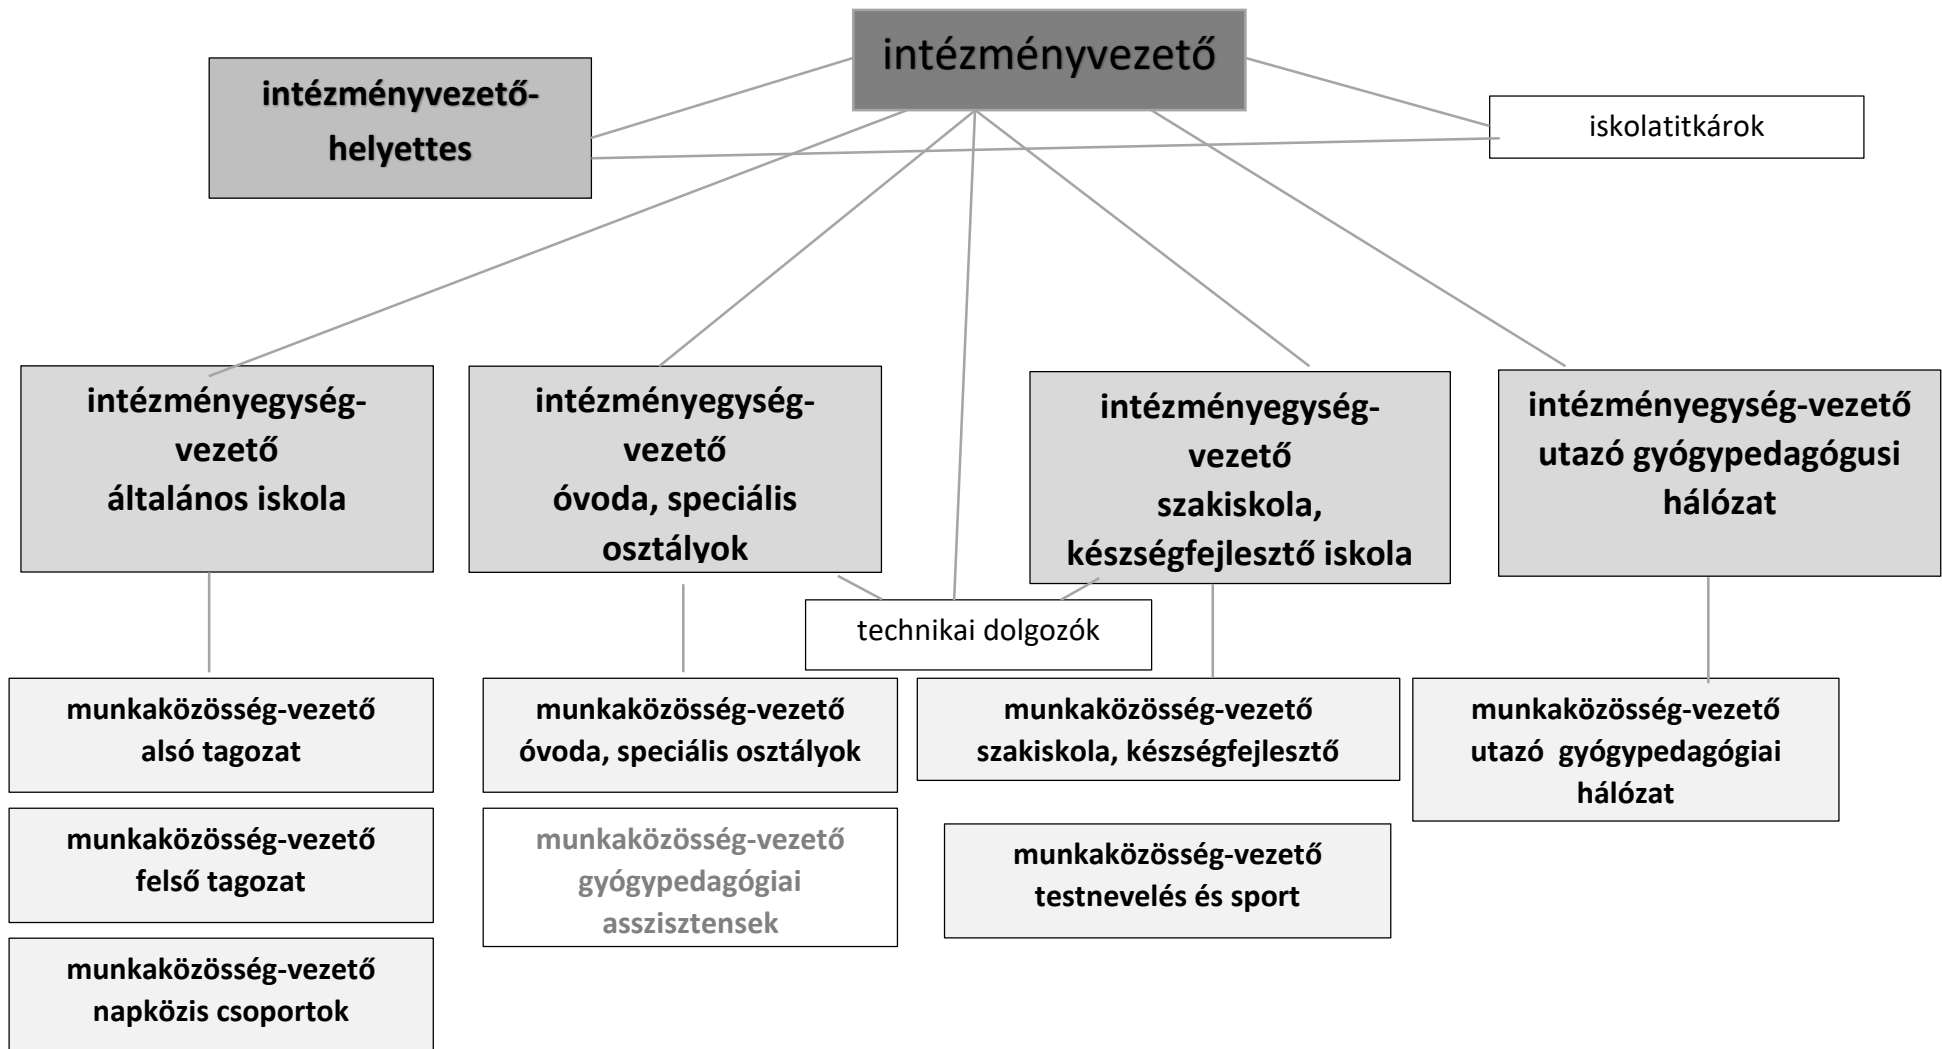 intézményvezető
intézményvezető-
helyettes
iskolatitkárok
intézményegység-
vezető
általános iskola
intézményegység-
vezető
óvoda, speciális
osztályok
intézményegység-
vezető
szakiskola,
készségfejlesztő iskola
intézményegység-vezető
utazó gyógypedagógusi
hálózat
technikai dolgozók
munkaközösség-vezető
alsó tagozat
munkaközösség-vezető
óvoda, speciális osztályok
munkaközösség-vezető
szakiskola, készségfejlesztő
munkaközösség-vezető
utazó  gyógypedagógiai
hálózat
munkaközösség-vezető
felső tagozat
munkaközösség-vezető
gyógypedagógiai
asszisztensek
munkaközösség-vezető
testnevelés és sport
munkaközösség-vezető
napközis csoportok